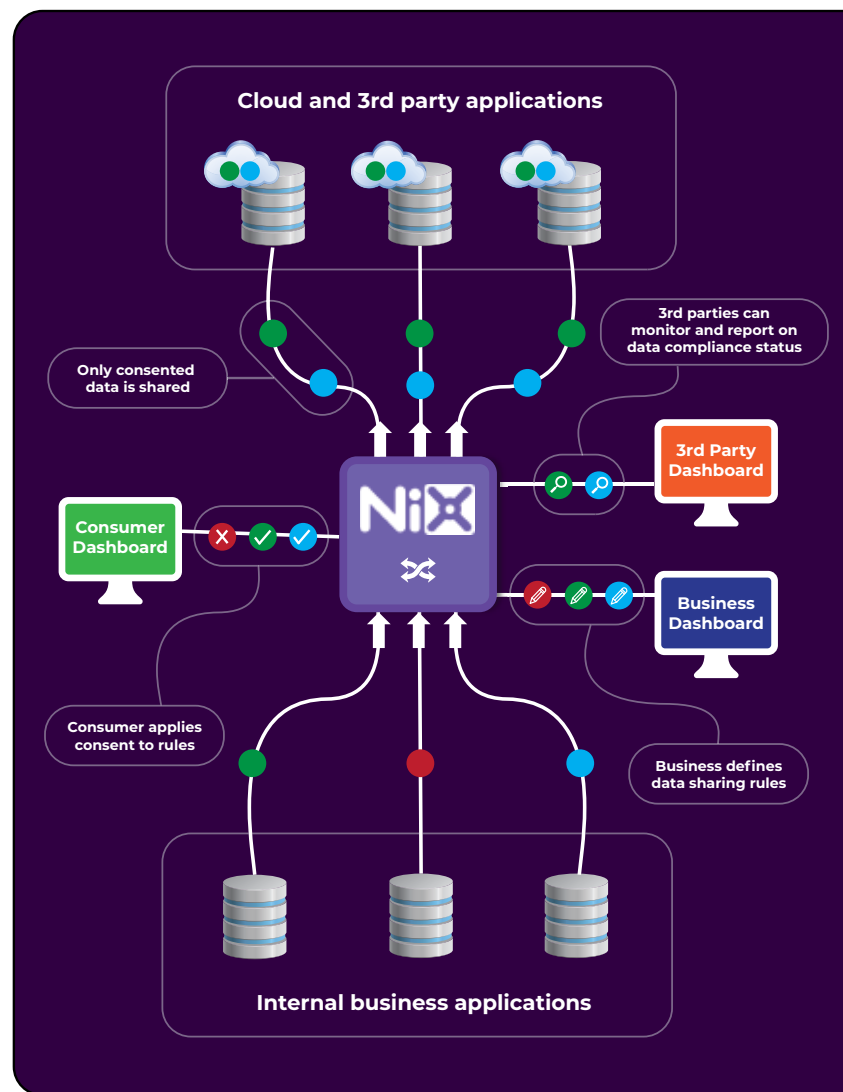 Cloud and 3rd party applications
3rd parties can
monitor and report on
data compliance status
Only consented
data is shared
3rd Party
Dashboard
NiX
Consumer
Dashboard
Business
Dashboard
Consumer applies
consent to rules
Business defines
data sharing rules
Internal business applications